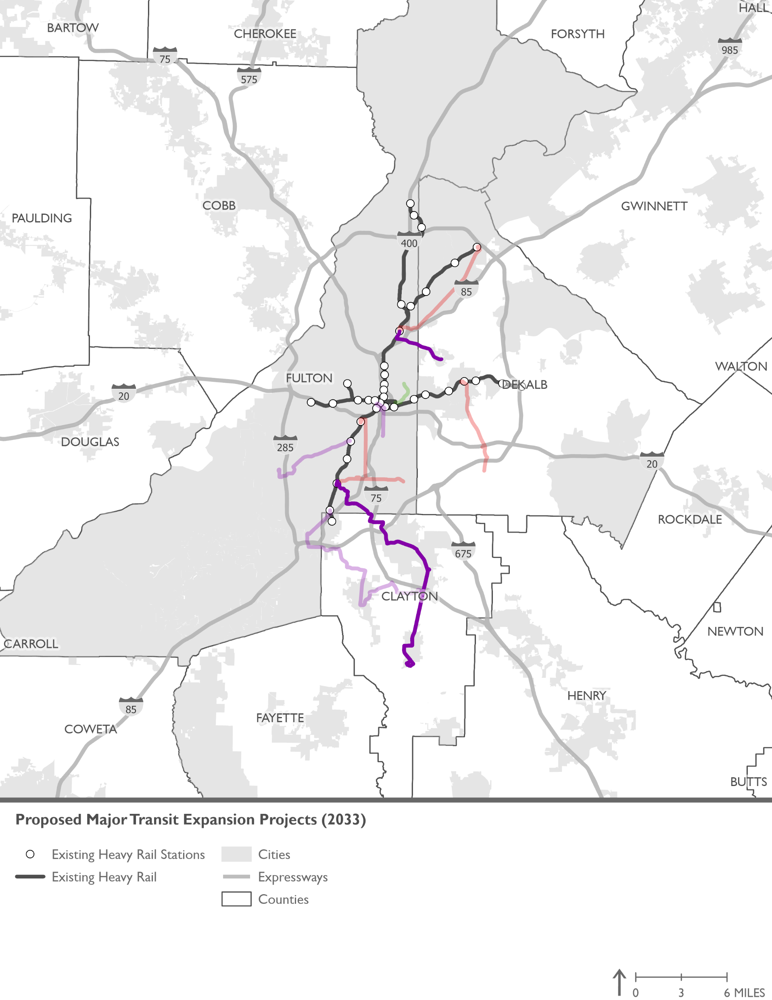 HALL
BARTOW
CHEROKEE
FORSYTH
985
75
575
COBB
GWINNETT
PAULDING
400
85
WALTON
FULTON
DEKALB
20
DOUGLAS
285
20
75
ROCKDALE
675
CLAYTON
NEWTON
CARROLL
HENRY
85
FAYETTE
COWETA
BUTTS
Proposed Major Transit Expansion Projects (2033)
Existing Heavy Rail Stations
Cities
Existing Heavy Rail
Expressways
Counties
0 3 6 MILES